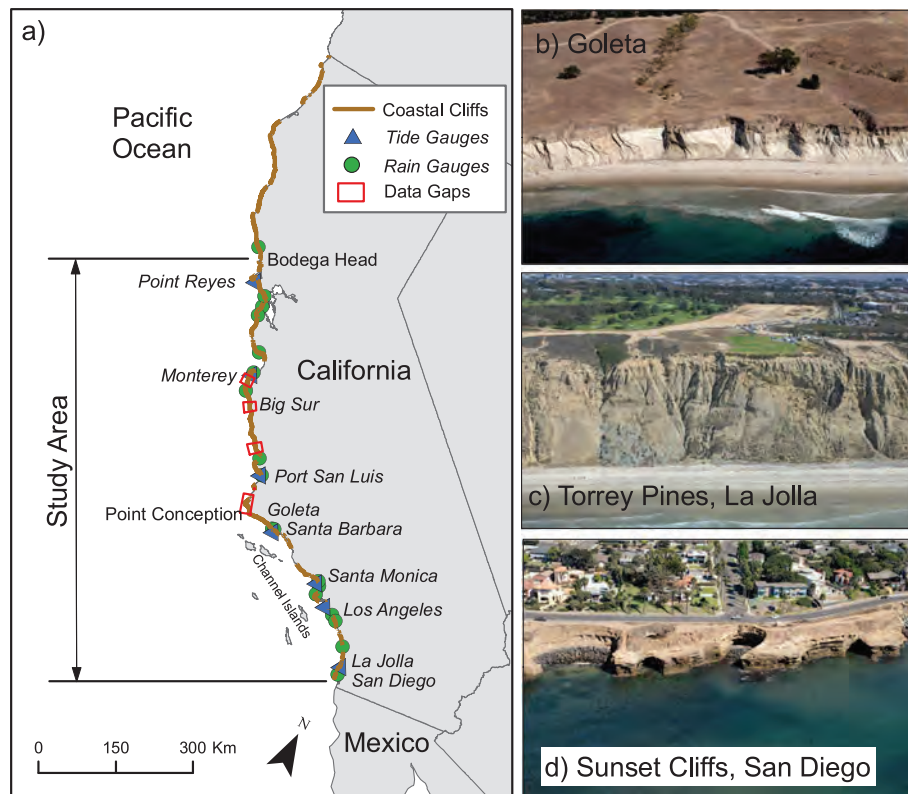 a)
Pacific
Ocean
Coastal Cliffs
Tide Gauges
Rain Gauges
Data Gaps
Bodega Head
Point Reyes
California
Monterey
Big Sur
Study Area
Port San Luis
Point Conception
Goleta
Santa Barbara
Channel Islands
Santa Monica
Los Angeles
La Jolla
San Diego
N
0 150 300 Km
Mexico
b) Goleta
c) Torrey Pines, La Jolla
d) Sunset Cliffs, San Diego